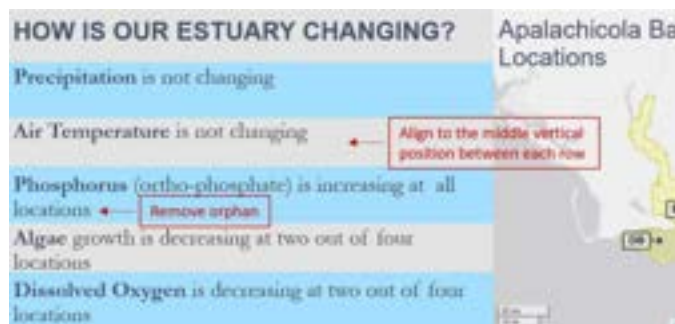 HOW IS OUR ESTUARY CHANGING?
Apalachicola Ba
Locations
Precipitation is not changing
Air Temperature is not changing
Align to the middle vertical
position between each row
Phosphorus (ortho-phosphate) is increasing at all
locations
Remove orphan
Algae growth is decreasing at two out of four
locations
Dissolved Oxygen is decreasing at two out of four
locations